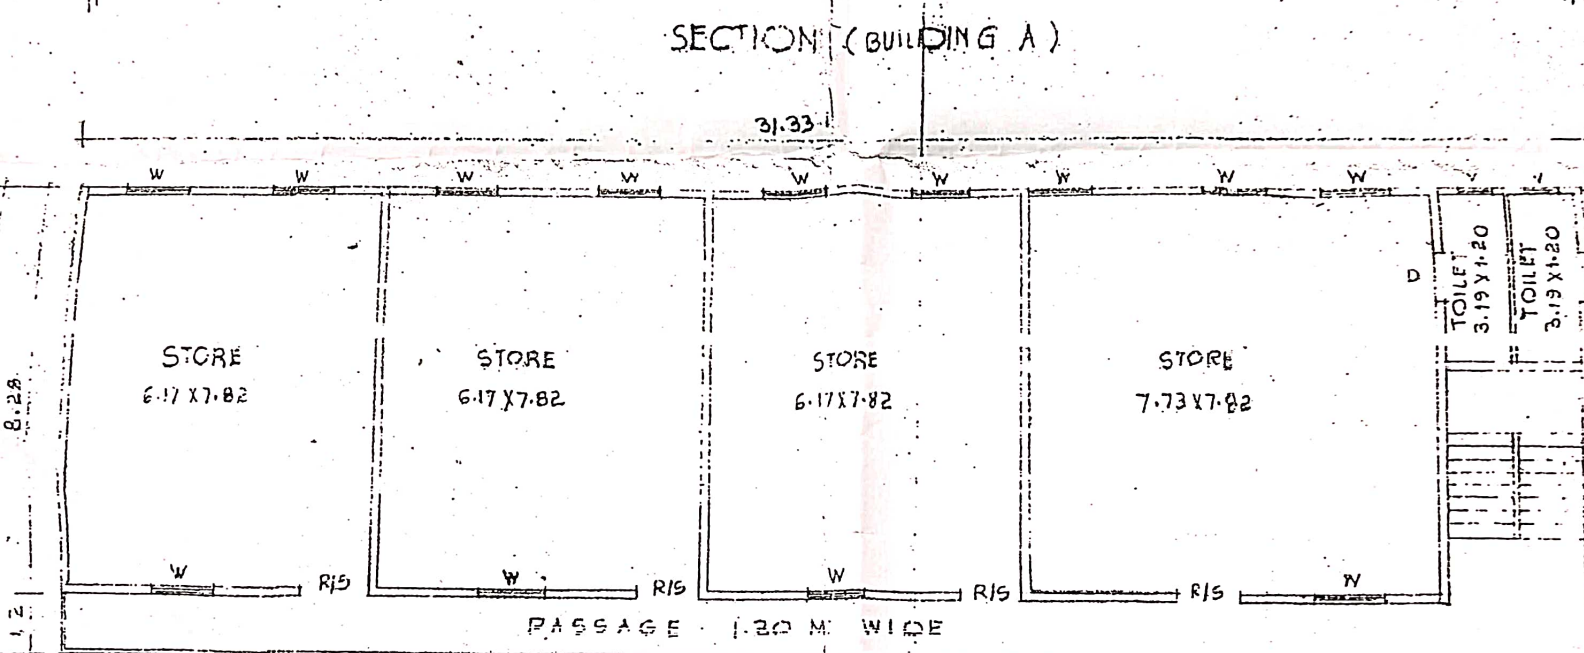 SECTION (BUILDING A)
31.33
W W W W W W W W W V V
D
TOILET
3.19 X 1.20
TOILET
3.19 X 1.20
STORE
6.17 X 7.82
STORE
6.17 X 7.82
STORE
6.17 X 7.82
STORE
7.73 X 7.82
8.28
W R/S W R/S W R/S R/S W
1.2
PASSAGE 1.20 M WIDE